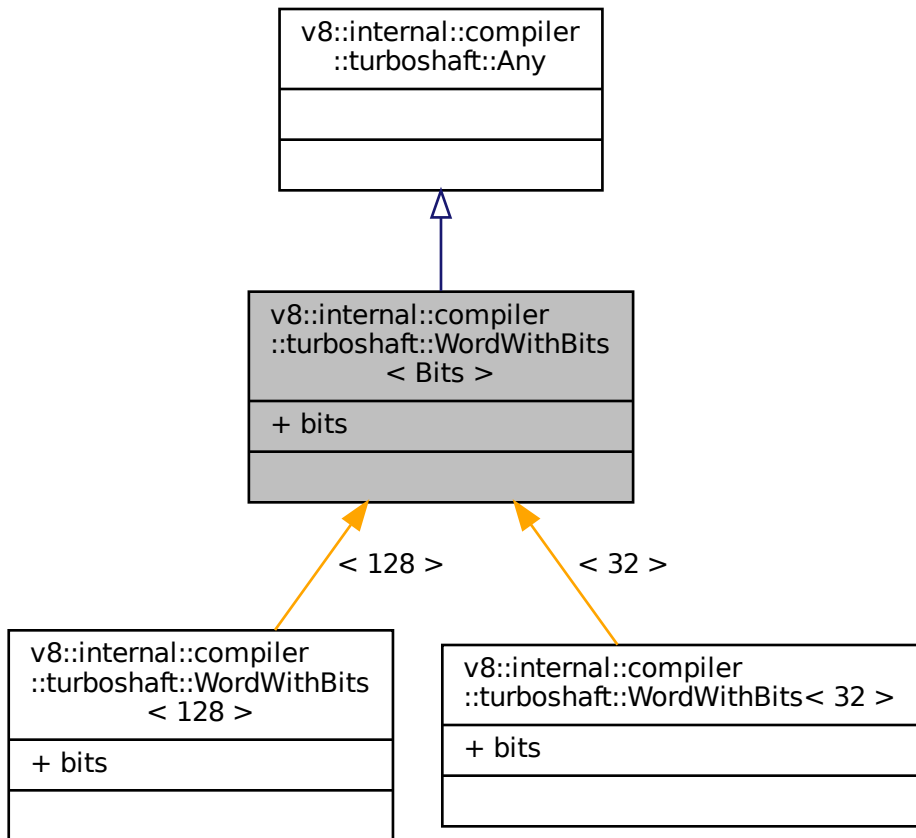 v8::internal::compiler
::turboshaft::Any
v8::internal::compiler
::turboshaft::WordWithBits
< Bits >
+ bits
< 128 >
< 32 >
v8::internal::compiler
::turboshaft::WordWithBits
< 128 >
+ bits
v8::internal::compiler
::turboshaft::WordWithBits< 32 >
+ bits